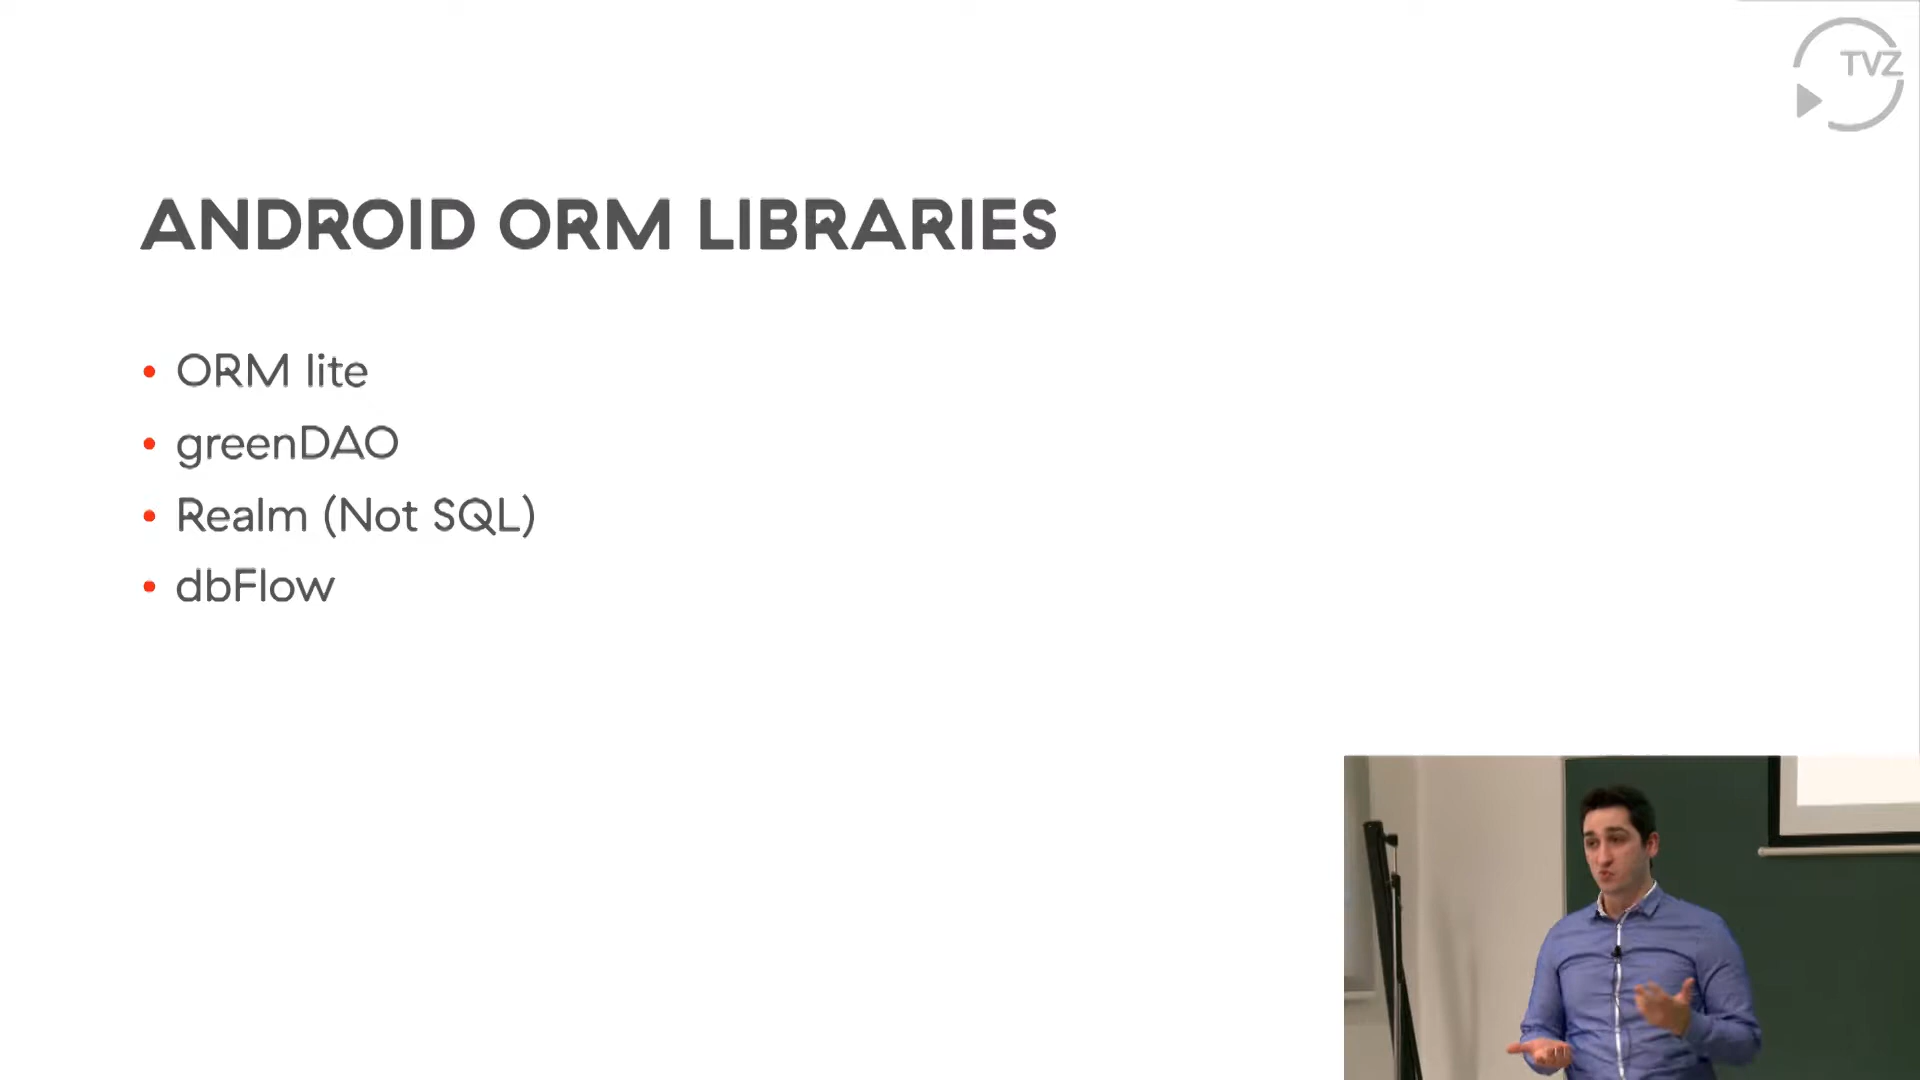 TVZ
ANDROID ORM LIBRARIES
• ORM lite
• greenDAO
• Realm (Not SQL)
• dbFlow